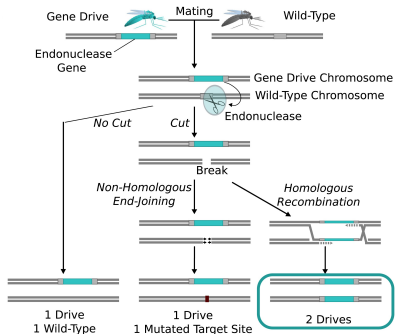 Mating
Gene Drive
Wild-Type
Endonuclease
Gene
Gene Drive Chromosome
Wild-Type Chromosome
Endonuclease
No Cut
Cut
Break
Non-Homologous
End-Joining
Homologous
Recombination
1 Drive
1 Wild-Type
1 Drive
1 Mutated Target Site
2 Drives